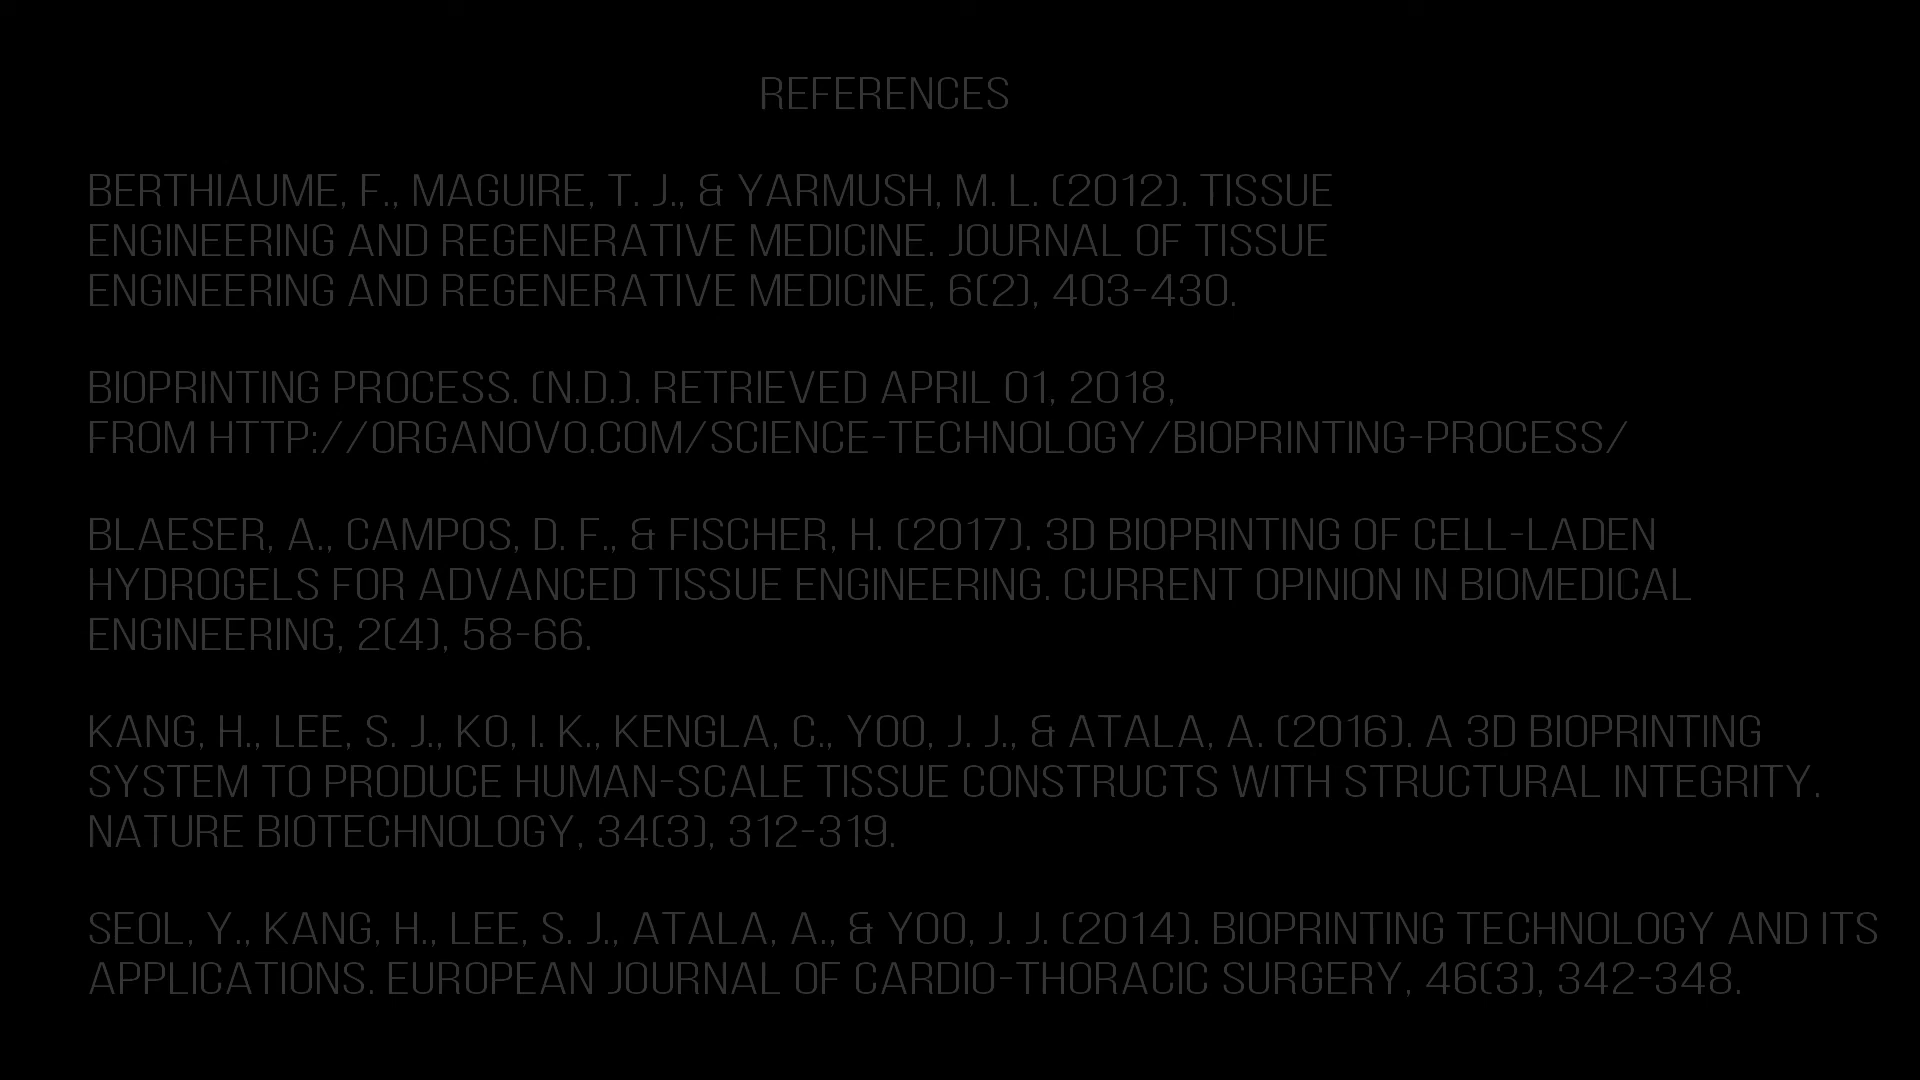 REFERENCES
BERTHIAUME, F., MAGUIRE, T. J., & YARMUSH, M. L. (2012). TISSUE
ENGINEERING AND REGENERATIVE MEDICINE. JOURNAL OF TISSUE
ENGINEERING AND REGENERATIVE MEDICINE, 6(2), 403-430.
BIOPRINTING PROCESS. (N.D.). RETRIEVED APRIL 01, 2018,
FROM HTTP://ORGANOVO.COM/SCIENCE-TECHNOLOGY/BIOPRINTING-PROCESS/
BLAESER, A., CAMPOS, D. F., & FISCHER, H. (2017). 3D BIOPRINTING OF CELL-LADEN
HYDROGELS FOR ADVANCED TISSUE ENGINEERING. CURRENT OPINION IN BIOMEDICAL
ENGINEERING, 2(4), 58-66.
KANG, H., LEE, S. J., KO, I. K., KENGLA, C., YOO, J. J., & ATALA, A. (2016). A 3D BIOPRINTING
SYSTEM TO PRODUCE HUMAN-SCALE TISSUE CONSTRUCTS WITH STRUCTURAL INTEGRITY.
NATURE BIOTECHNOLOGY, 34(3), 312-319.
SEOL, Y., KANG, H., LEE, S. J., ATALA, A., & YOO, J. J. (2014). BIOPRINTING TECHNOLOGY AND ITS
APPLICATIONS. EUROPEAN JOURNAL OF CARDIO-THORACIC SURGERY, 46(3), 342-348.